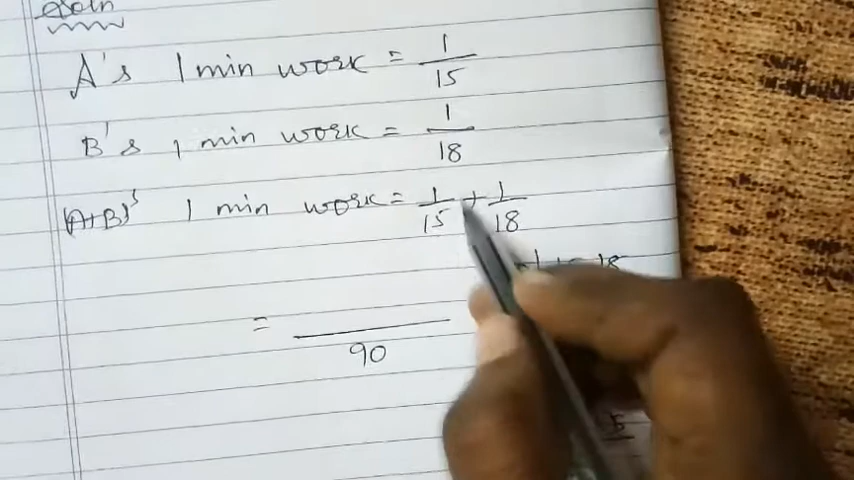 Soln
A's 1 min work = 1/15
B's 1 min work = 1/18
(A+B)'s 1 min work = 1/15 + 1/18
= /90